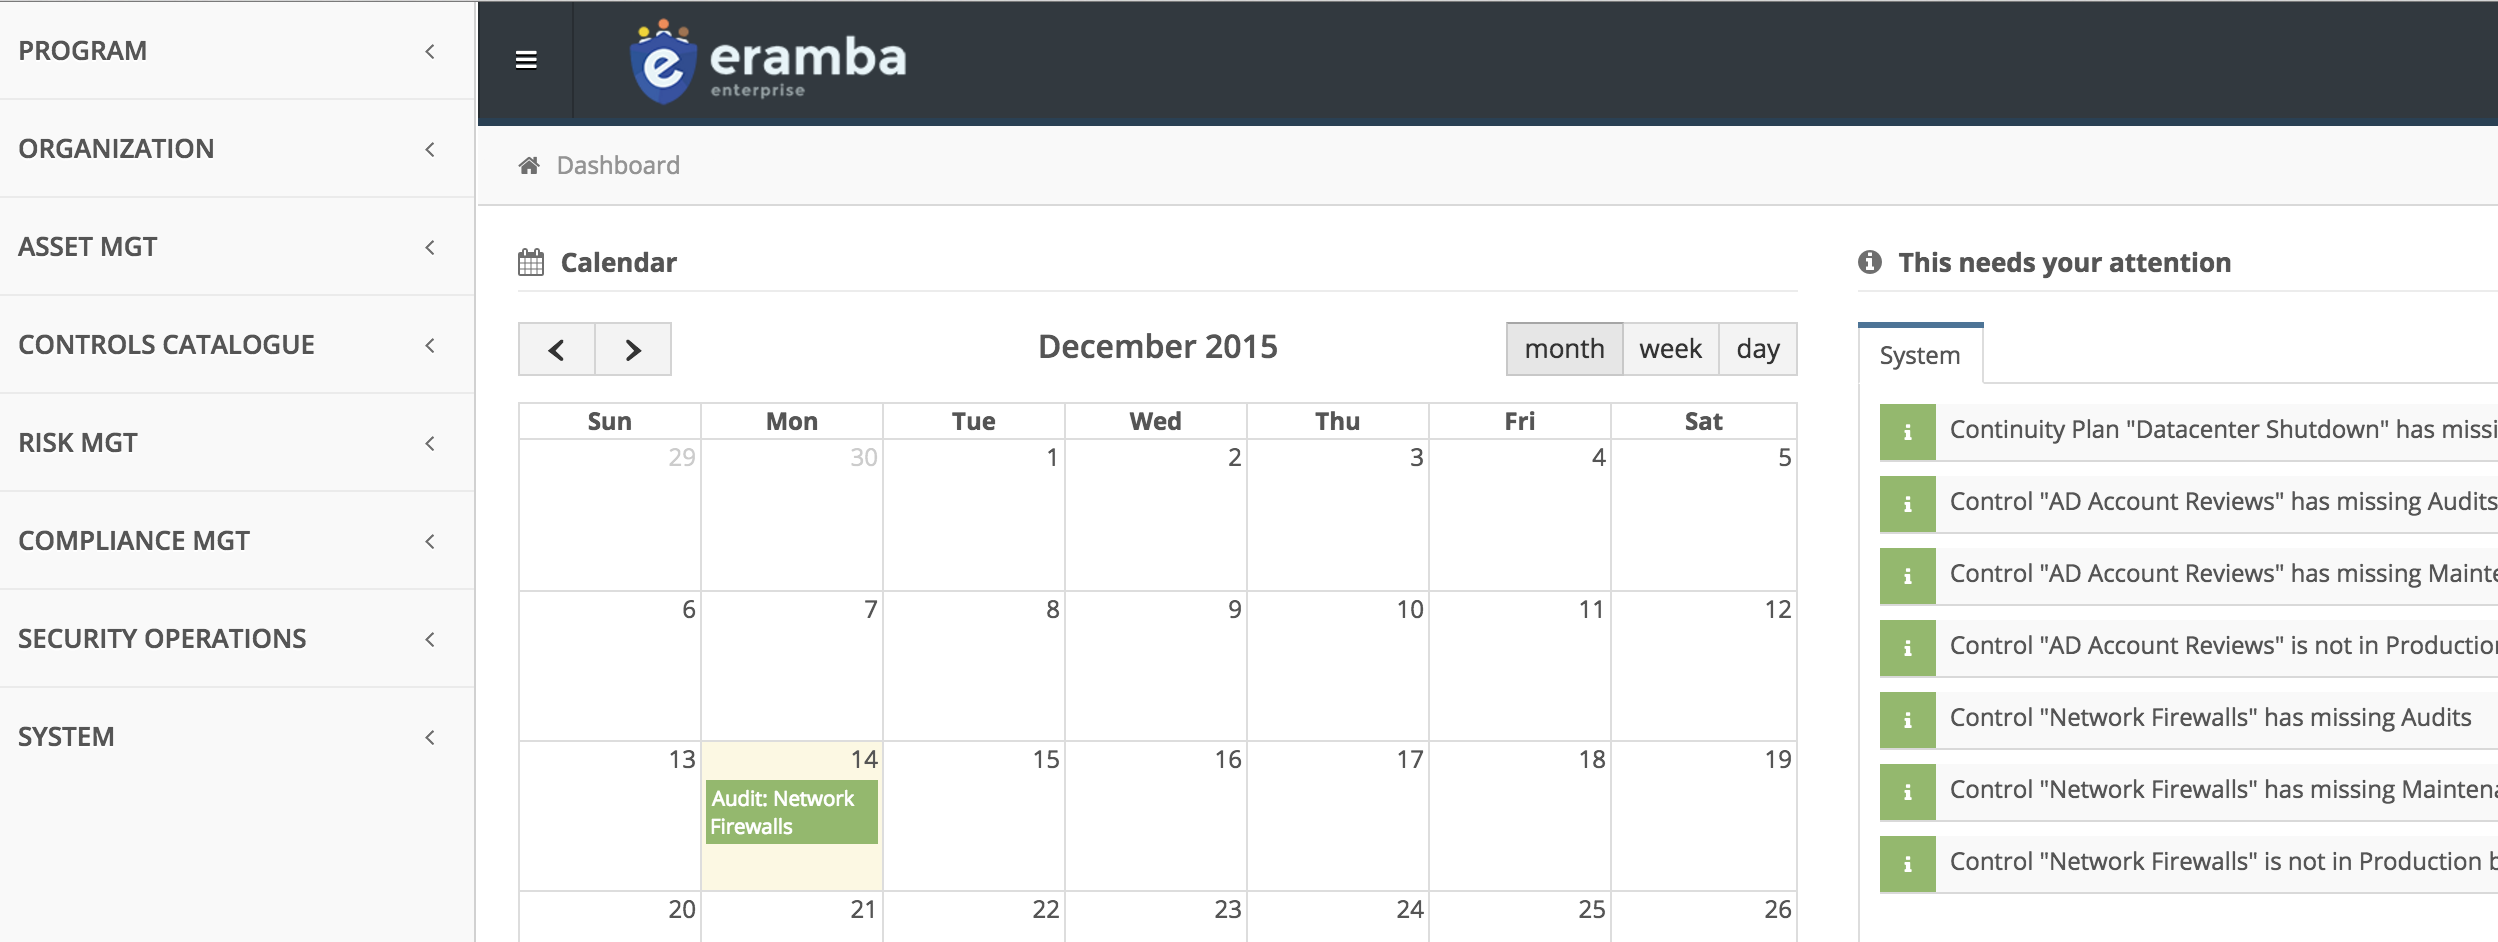 PROGRAM
ORGANIZATION
ASSET MGT
CONTROLS CATALOGUE
RISK MGT
COMPLIANCE MGT
SECURITY OPERATIONS
SYSTEM
eramba
enterprise
Dashboard
Calendar
December 2015
month week day
Sun Mon Tue Wed Thu Fri Sat
29 30 1 2 3 4 5
6 7 8 9 10 11 12
13 14 15 16 17 18 19
Audit: Network
Firewalls
20 21 22 23 24 25 26
This needs your attention
System
Continuity Plan "Datacenter Shutdown" has
Control "AD Account Reviews" has missing Audits
Control "AD Account Reviews" has missing
Control "AD Account Reviews" is not in
Control "Network Firewalls" has missing Audits
Control "Network Firewalls" has missing
Control "Network Firewalls" is not in Production